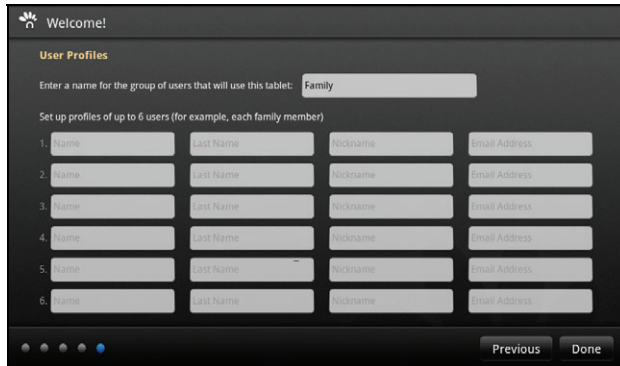 Welcome!
User Profiles
Enter a name for the group of users that will use this tablet: Family
Set up profiles of up to 6 users (for example, each family member)
1. Name Last Name Nickname Email Address
2. Name Last Name Nickname Email Address
3. Name Last Name Nickname Email Address
4. Name Last Name Nickname Email Address
5. Name Last Name Nickname Email Address
6. Name Last Name Nickname Email Address
Previous Done